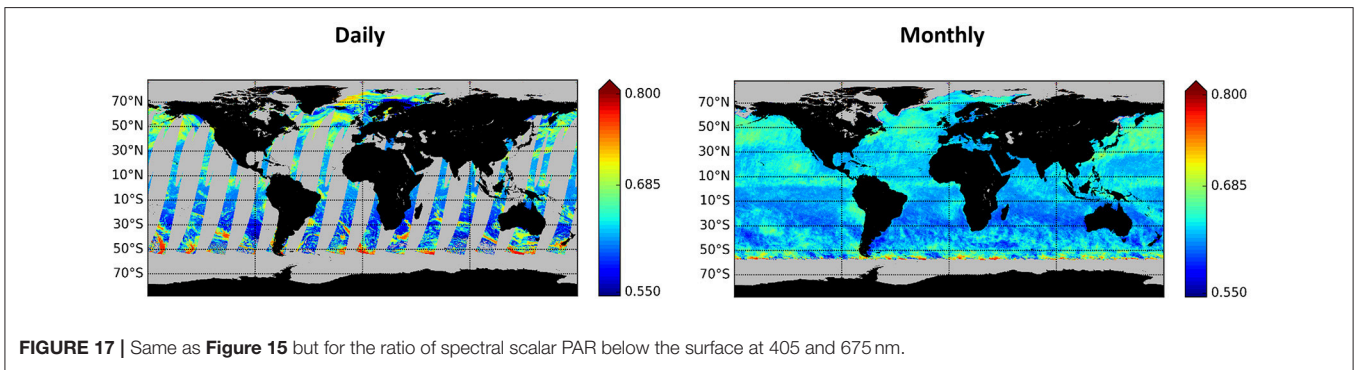 Daily
Monthly
70°N
50°N
30°N
10°N
10°S
30°S
50°S
70°S
0.800
0.685
0.550
70°N
50°N
30°N
10°N
10°S
30°S
50°S
70°S
0.800
0.685
0.550
FIGURE 17 | Same as Figure 15 but for the ratio of spectral scalar PAR below the surface at 405 and 675 nm.